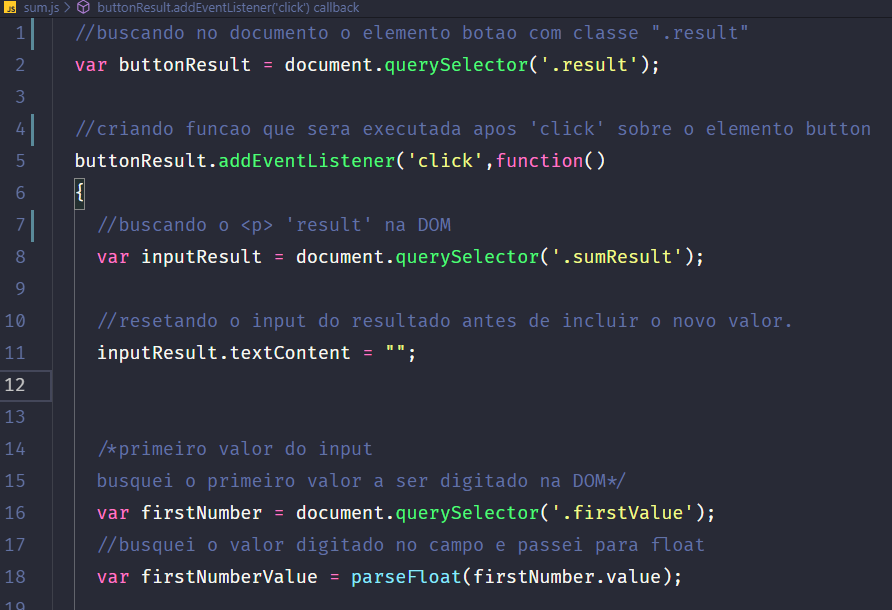 JS sum.js > buttonResult.addEventListener('click') callback
1 //buscando no documento o elemento botao com classe ".result"
2 var buttonResult = document.querySelector('.result');
3
4 //criando funcao que sera executada apos 'click' sobre o elemento button
5 buttonResult.addEventListener('click',function()
6 {
7 //buscando o <p> 'result' na DOM
8 var inputResult = document.querySelector('.sumResult');
9
10 //resetando o input do resultado antes de incluir o novo valor.
11 inputResult.textContent = "";
12
13
14 /*primeiro valor do input
15 busquei o primeiro valor a ser digitado na DOM*/
16 var firstNumber = document.querySelector('.firstValue');
17 //busquei o valor digitado no campo e passei para float
18 var firstNumberValue = parseFloat(firstNumber.value);
19